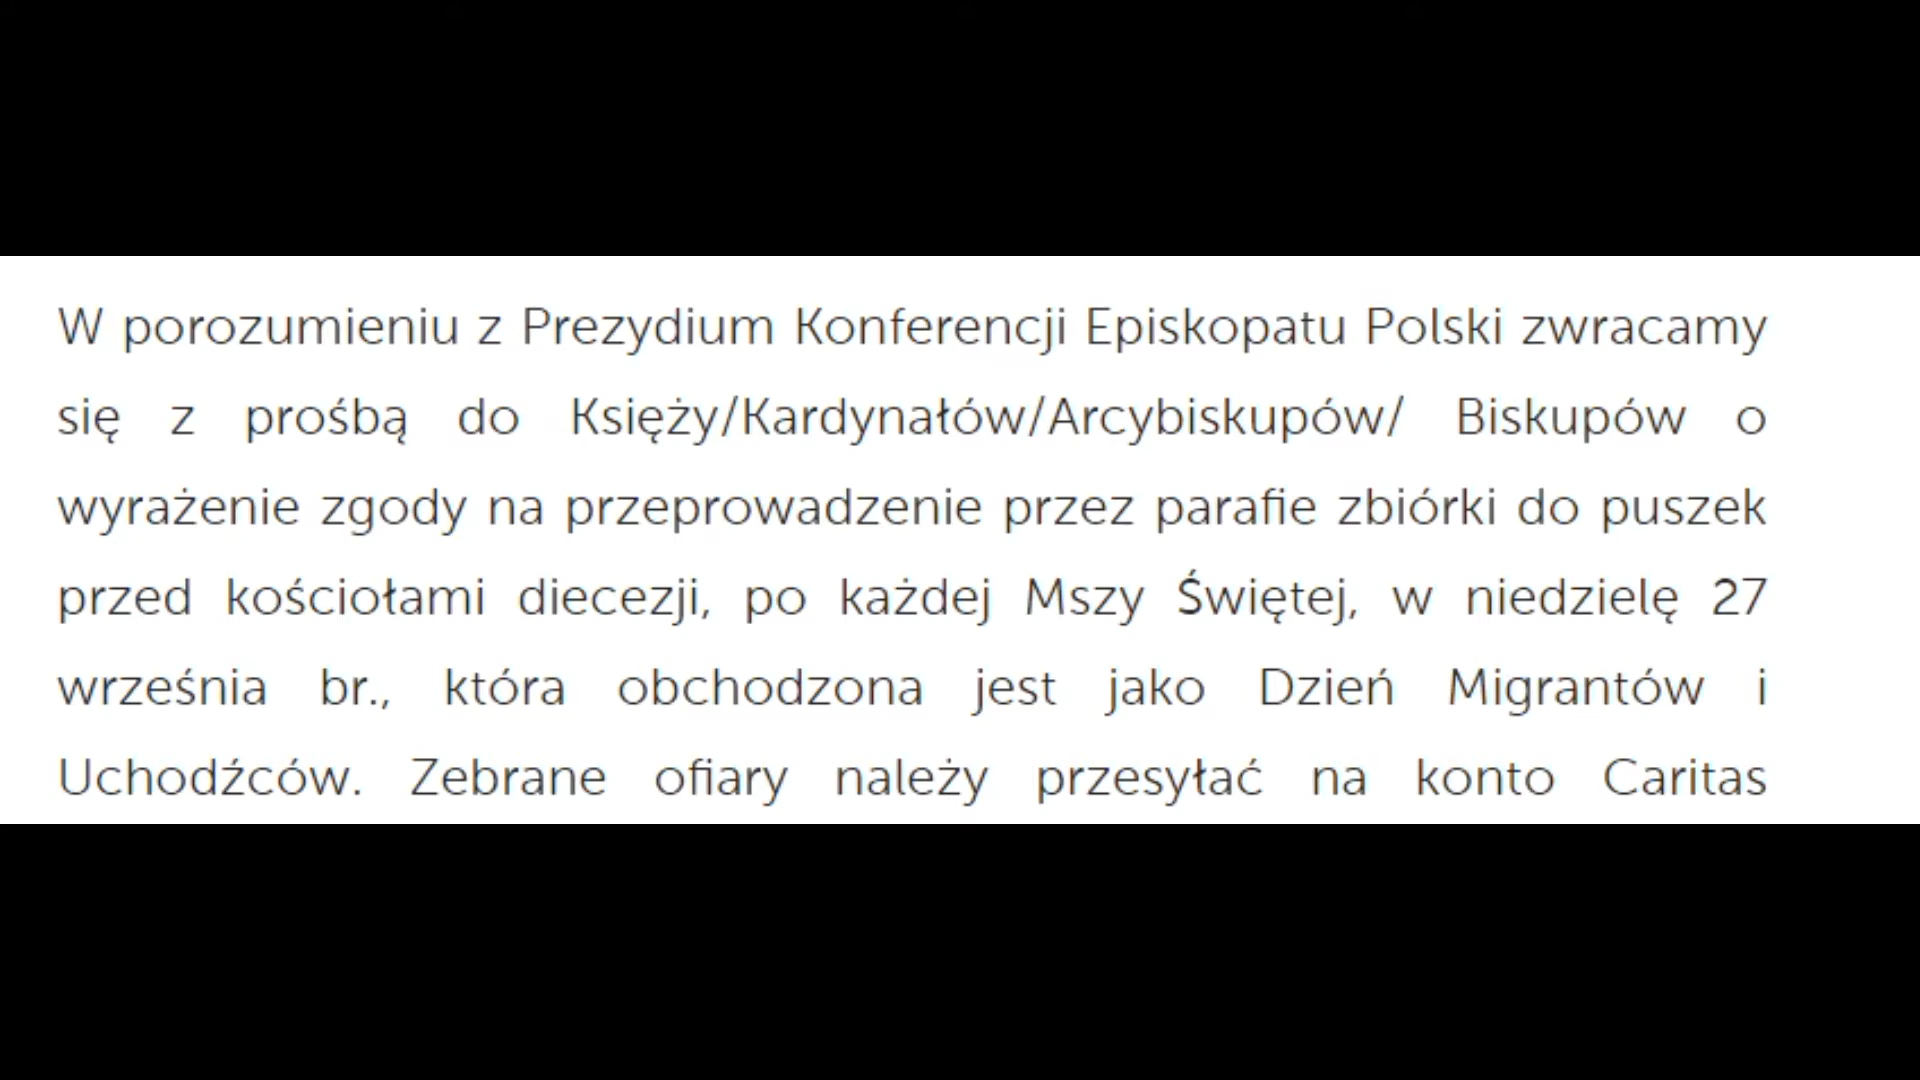 W porozumieniu z Prezydium Konferencji Episkopatu Polski zwracamy
się z prośbą do Księży/Kardynałów/Arcybiskupów/ Biskupów o
wyrażenie zgody na przeprowadzenie przez parafie zbiórki do puszek
przed kościołami diecezji, po każdej Mszy Świętej, w niedzielę 27
września br., która obchodzona jest jako Dzień Migrantów i
Uchodźców. Zebrane ofiary należy przesyłać na konto Caritas